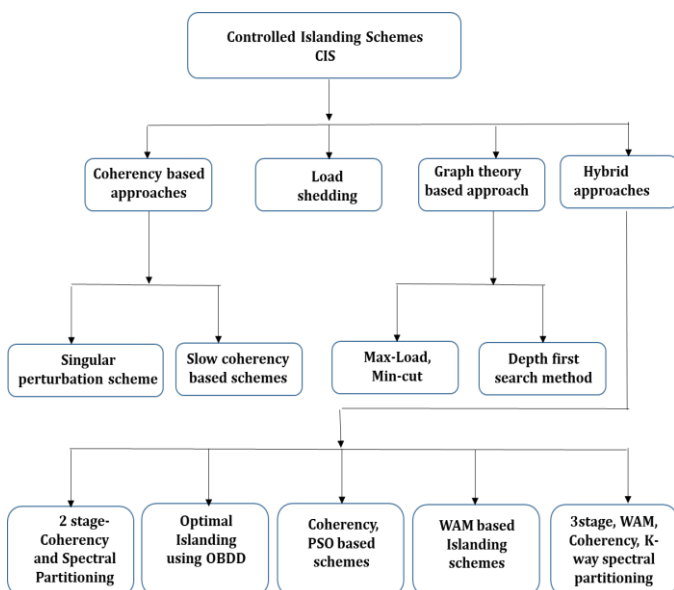 Controlled Islanding Schemes
CIS
Coherency based
approaches
Load
shedding
Graph theory
based approach
Hybrid
approaches
Singular
perturbation scheme
Slow coherency
based schemes
Max-Load,
Min-cut
Depth first
search method
2 stage-
Coherency
and Spectral
Partitioning
Optimal
Islanding
using OBDD
Coherency,
PSO based
schemes
WAM based
Islanding
schemes
3stage, WAM,
Coherency, K-
way spectral
partitioning